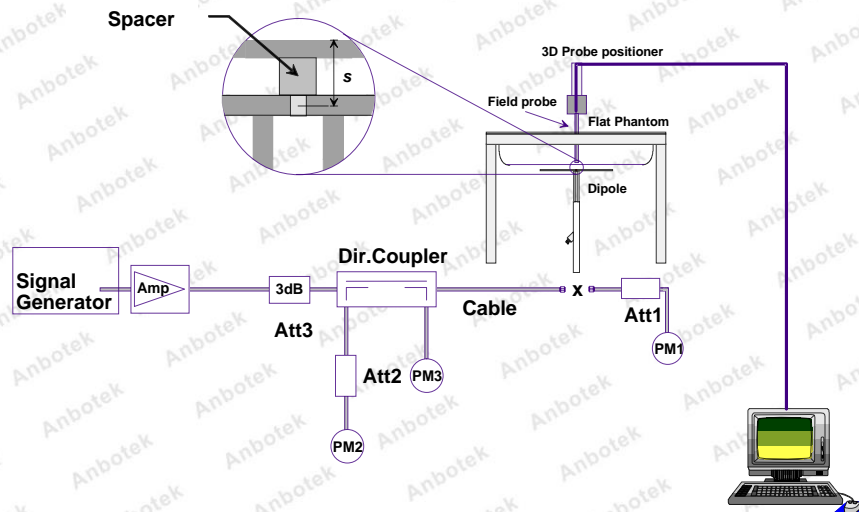 Spacer
s
3D Probe positioner
Field probe
Flat Phantom
Dipole
Dir.Coupler
Signal
Generator
Amp
3dB
Att3
Cable
x
Att1
PM1
Att2
PM3
PM2
Anbotek